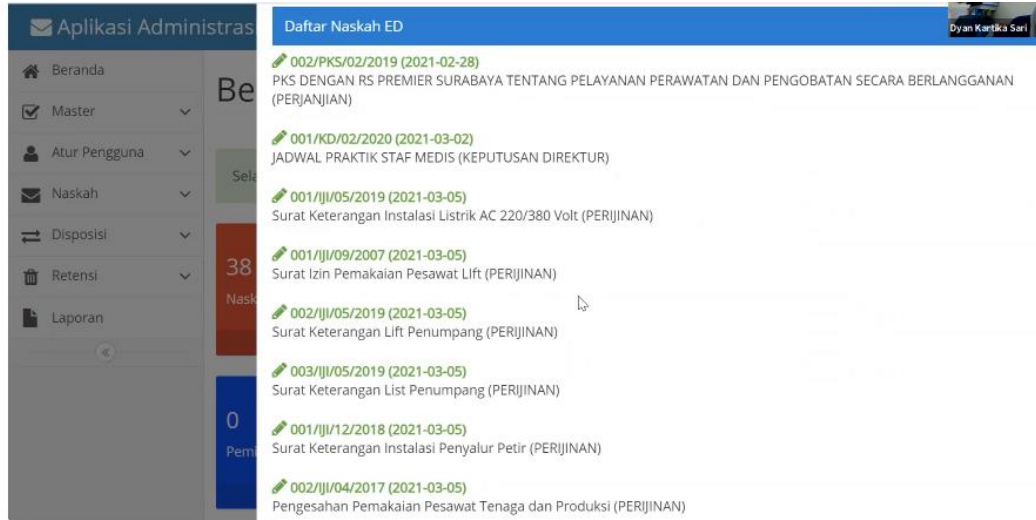 Aplikasi Administras
Daftar Naskah ED
Dyan Kartika Sari
Beranda
Master
Atur Pengguna
Naskah
Disposisi
Retensi
Laporan
Be
Sela
38
Nask
0
Pemi
002/PKS/02/2019 (2021-02-28)
PKS DENGAN RS PREMIER SURABAYA TENTANG PELAYANAN PERAWATAN DAN PENGOBATAN SECARA BERLANGGANAN
(PERJANJIAN)
001/KD/02/2020 (2021-03-02)
JADWAL PRAKTIK STAF MEDIS (KEPUTUSAN DIREKTUR)
001/IJI/05/2019 (2021-03-05)
Surat Keterangan Instalasi Listrik AC 220/380 Volt (PERIJINAN)
001/IJI/09/2007 (2021-03-05)
Surat Izin Pemakaian Pesawat LIft (PERIJINAN)
002/IJI/05/2019 (2021-03-05)
Surat Keterangan Lift Penumpang (PERIJINAN)
003/IJI/05/2019 (2021-03-05)
Surat Keterangan List Penumpang (PERIJINAN)
001/IJI/12/2018 (2021-03-05)
Surat Keterangan Instalasi Penyalur Petir (PERIJINAN)
002/IJI/04/2017 (2021-03-05)
Pengesahan Pemakaian Pesawat Tenaga dan Produksi (PERIJINAN)